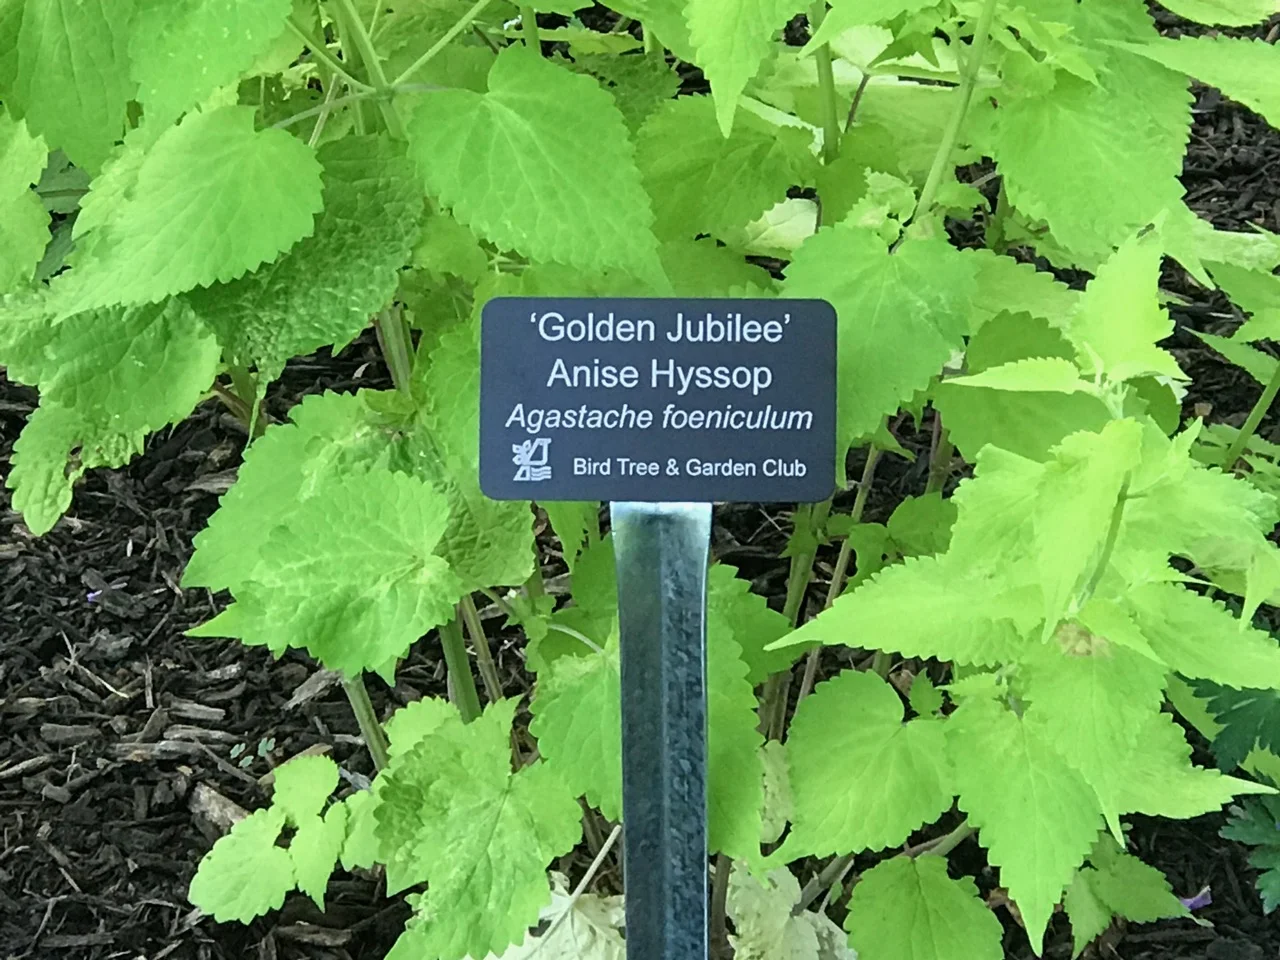 ‘Golden Jubilee’
Anise Hyssop
Agastache foeniculum
Bird Tree & Garden Club